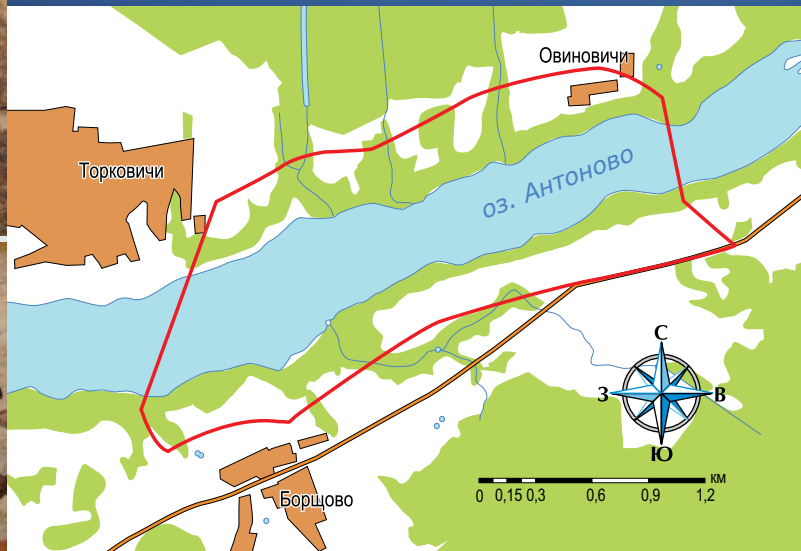 Овиновичи
Торковичи
оз. Антоново
С
З
В
Ю
км
0 0,15 0,3 0,6 0,9 1,2
Борщово